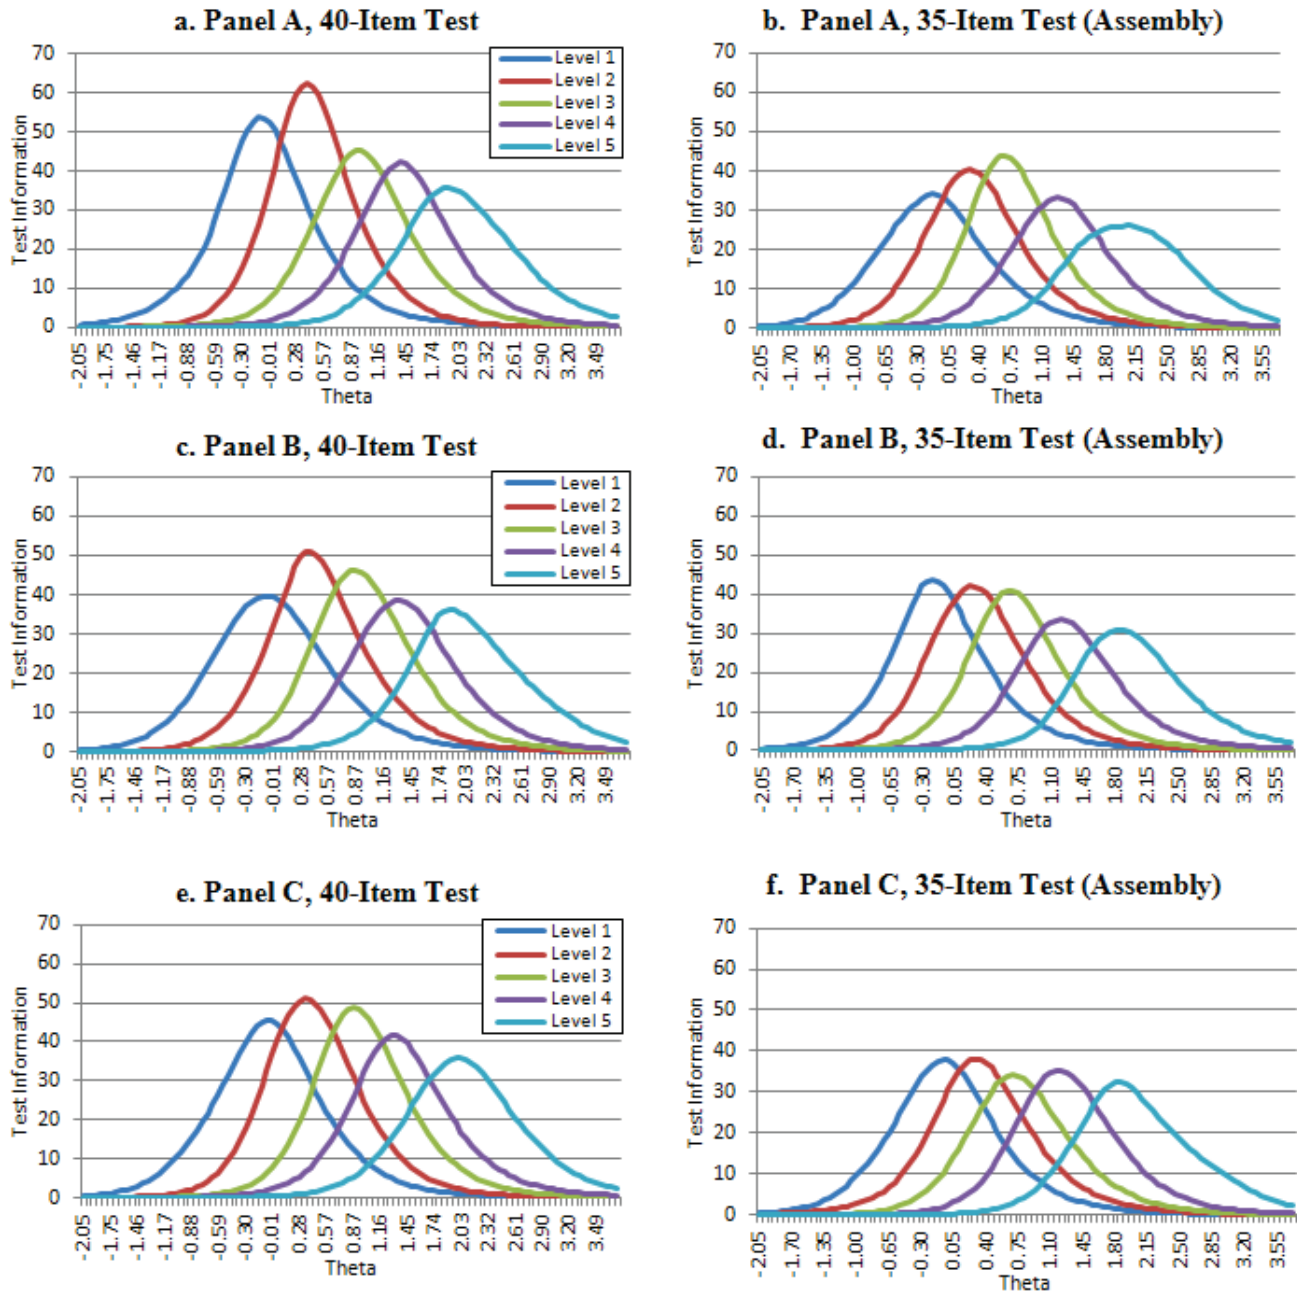 a. Panel A, 40-Item Test
70
60
50
40
30
20
10
0
Test Information
Level 1
Level 2
Level 3
Level 4
Level 5
-2.05 -1.75 -1.46 -1.17 -0.88 -0.59 -0.30 -0.01 0.28 0.57 0.87 1.16 1.45 1.74 2.03 2.32 2.61 2.90 3.20 3.49
Theta
b. Panel A, 35-Item Test (Assembly)
70
60
50
40
30
20
10
0
Test Information
-2.05 -1.70 -1.35 -1.00 -0.65 -0.30 0.05 0.40 0.75 1.10 1.45 1.80 2.15 2.50 2.85 3.20 3.55
Theta
c. Panel B, 40-Item Test
70
60
50
40
30
20
10
0
Test Information
Level 1
Level 2
Level 3
Level 4
Level 5
-2.05 -1.75 -1.46 -1.17 -0.88 -0.59 -0.30 -0.01 0.28 0.57 0.87 1.16 1.45 1.74 2.03 2.32 2.61 2.90 3.20 3.49
Theta
d. Panel B, 35-Item Test (Assembly)
70
60
50
40
30
20
10
0
Test Information
-2.05 -1.70 -1.35 -1.00 -0.65 -0.30 0.05 0.40 0.75 1.10 1.45 1.80 2.15 2.50 2.85 3.20 3.55
Theta
e. Panel C, 40-Item Test
70
60
50
40
30
20
10
0
Test Information
Level 1
Level 2
Level 3
Level 4
Level 5
-2.05 -1.75 -1.46 -1.17 -0.88 -0.59 -0.30 -0.01 0.28 0.57 0.87 1.16 1.45 1.74 2.03 2.32 2.61 2.90 3.20 3.49
Theta
f. Panel C, 35-Item Test (Assembly)
70
60
50
40
30
20
10
0
Test Information
-2.05 -1.70 -1.35 -1.00 -0.65 -0.30 0.05 0.40 0.75 1.10 1.45 1.80 2.15 2.50 2.85 3.20 3.55
Theta